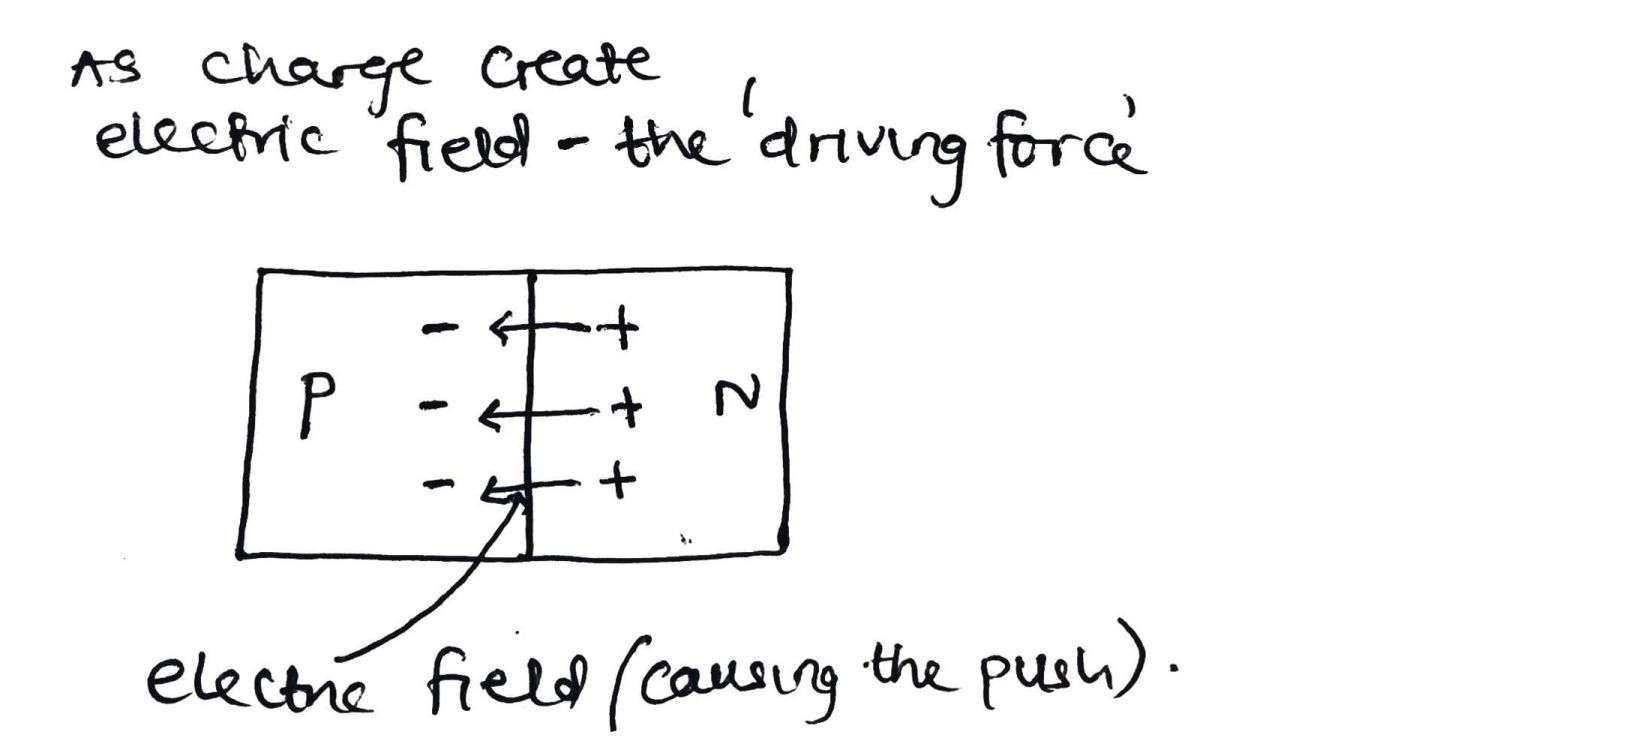 As charge create
electric field - the 'driving force'
- ← +
P - ← + N
- ← +
electric field (causing the push).